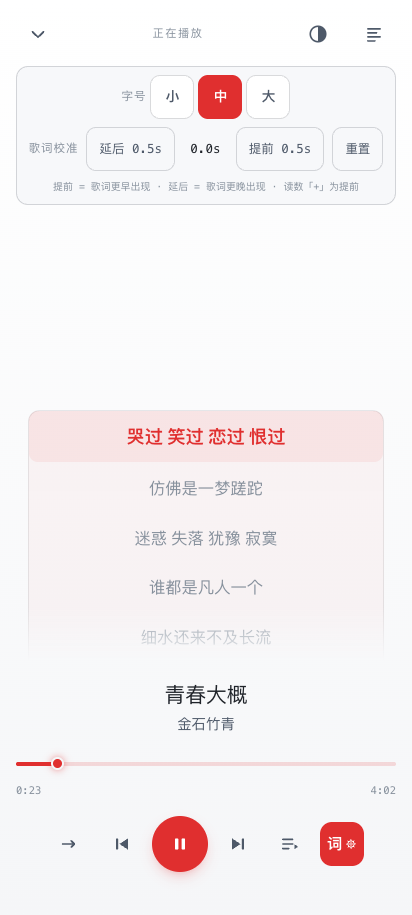 正在播放
字号 小 中 大
歌词校准 延后 0.5s 0.0s 提前 0.5s 重置
提前 = 歌词更早出现 · 延后 = 歌词更晚出现 · 读数「+」为提前
哭过 笑过 恋过 恨过
仿佛是一梦蹉跎
迷惑 失落 犹豫 寂寞
谁都是凡人一个
细水还来不及长流
青春大概
金石竹青
0:23 4:02
词